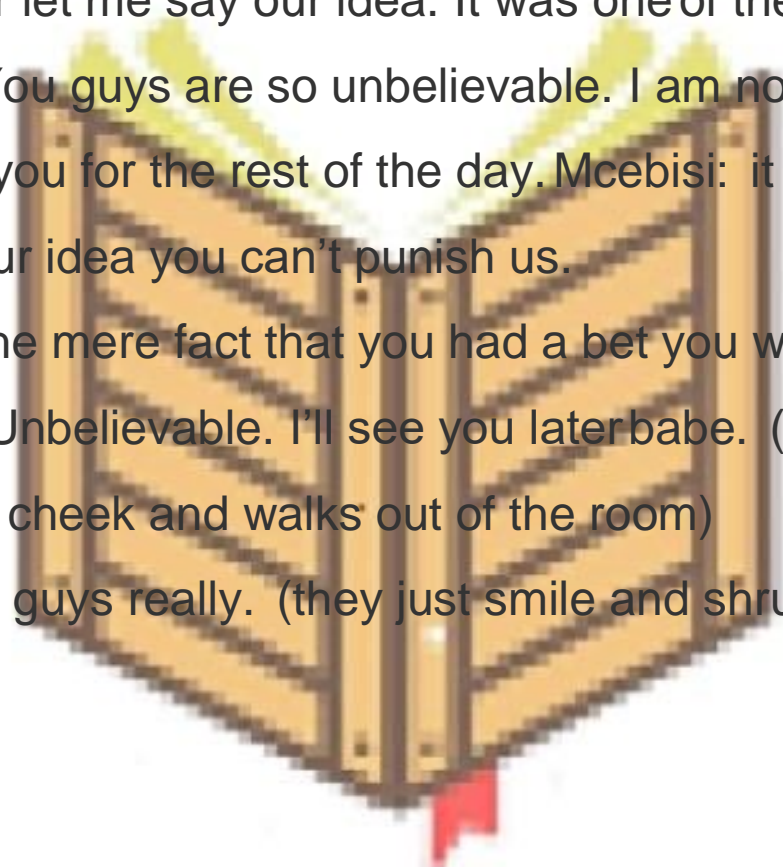 let me say our idea. It was one of the
You guys are so unbelievable. I am no
you for the rest of the day. Mcebisi: it
ur idea you can’t punish us.
he mere fact that you had a bet you w
Unbelievable. I’ll see you later babe. (
cheek and walks out of the room)
guys really. (they just smile and shru